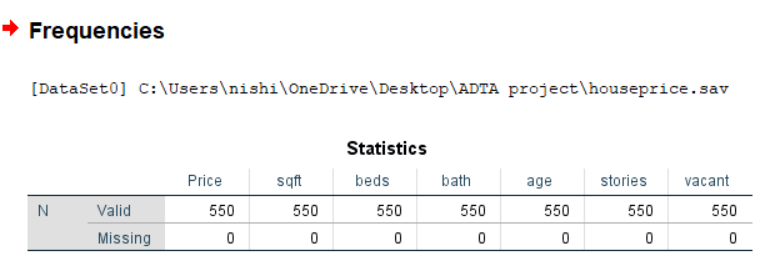 Frequencies
[DataSet0] C:\Users\nishi\OneDrive\Desktop\ADTA project\houseprice.sav
Statistics
Price sqft beds bath age stories vacant
N Valid 550 550 550 550 550 550 550
Missing 0 0 0 0 0 0 0